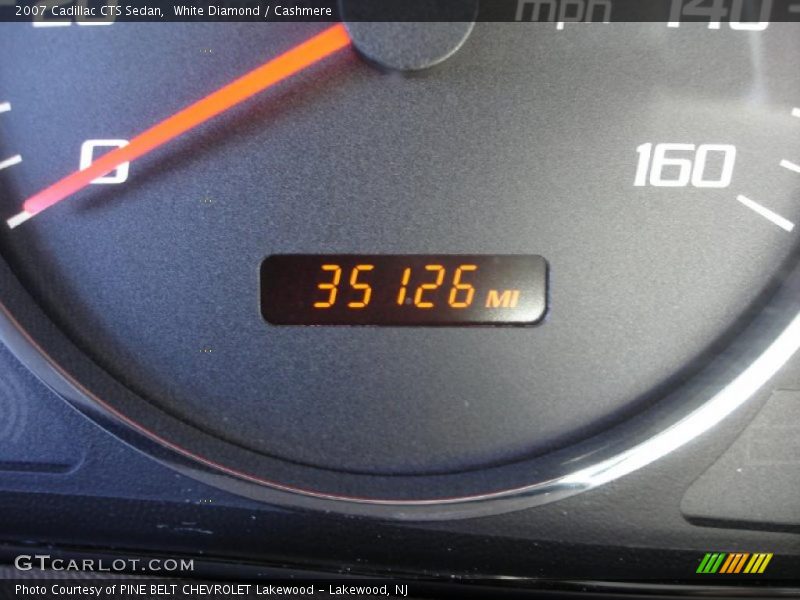 2007 Cadillac CTS Sedan, White Diamond / Cashmere
20
mph
140
0
160
35126 MI
GTCARLOT.COM
Photo Courtesy of PINE BELT CHEVROLET Lakewood - Lakewood, NJ